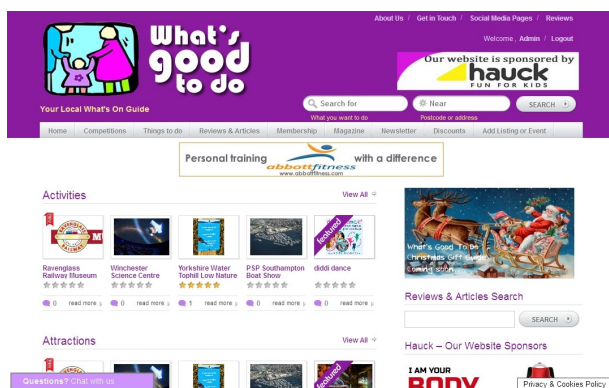 About Us / Get in Touch / Social Media Pages / Reviews
Welcome, Admin / Logout
What's
good
to do
Our website is sponsored by
hauck
FUN FOR KIDS
Your Local What's On Guide
Search for
Near
SEARCH
What you want to do
Postcode or address
Home Competitions Things to do Reviews & Articles Membership Magazine Newsletter Discounts Add Listing or Event
Personal training
abbottfitness
www.abbottfitness.com
with a difference
Activities
View All
featured
Ravenglass Railway Museum
Winchester Science Centre
Yorkshire Water Tophill Low Nature
PSP Southampton Boat Show
diddi dance
0 read more
0 read more
1 read more
0 read more
0 read more
What's Good To Do
Christmas Gift Guide
Coming soon
Reviews & Articles Search
SEARCH
Attractions
View All
featured
Hauck – Our Website Sponsors
I AM YOUR
BODY
Questions? Chat with us
Privacy & Cookies Policy